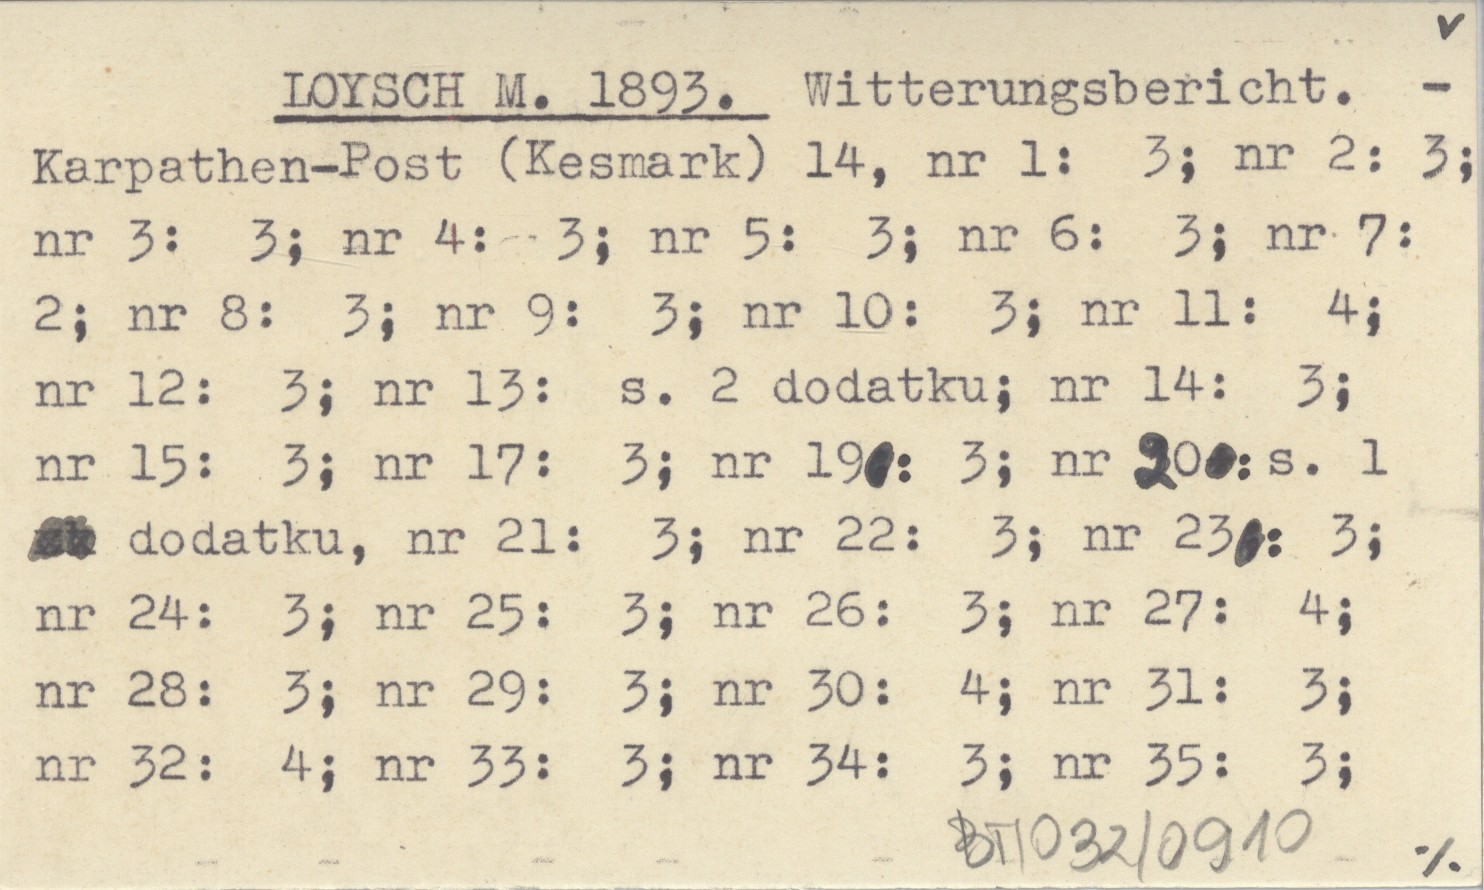 v
LOYSCH M. 1893. Witterungsbericht. -
Karpathen-Post (Kesmark) 14, nr 1: 3; nr 2: 3;
nr 3: 3; nr 4: 3; nr 5: 3; nr 6: 3; nr 7:
2; nr 8: 3; nr 9: 3; nr 10: 3; nr 11: 4;
nr 12: 3; nr 13: s. 2 dodatku; nr 14: 3;
nr 15: 3; nr 17: 3; nr 19: 3; nr 20: s. 1
dodatku, nr 21: 3; nr 22: 3; nr 23: 3;
nr 24: 3; nr 25: 3; nr 26: 3; nr 27: 4;
nr 28: 3; nr 29: 3; nr 30: 4; nr 31: 3;
nr 32: 4; nr 33: 3; nr 34: 3; nr 35: 3;
BT/032/0910
./.